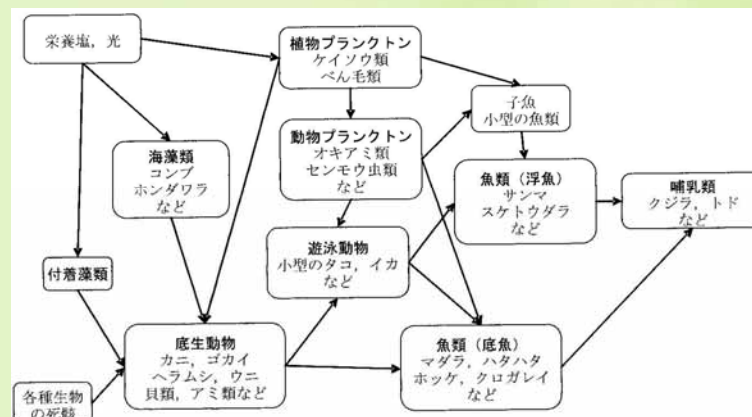 栄養塩，光
植物プランクトン
ケイソウ類
べん毛類
子魚
小型の魚類
動物プランクトン
オキアミ類
センモウ虫類
など
海藻類
コンブ
ホンダワラ
など
魚類（浮魚）
サンマ
スケトウダラ
など
哺乳類
クジラ，トド
など
遊泳動物
小型のタコ，イカ
など
付着藻類
底生動物
カニ，ゴカイ
ヘラムシ，ウニ
貝類，アミ類など
魚類（底魚）
マダラ，ハタハタ
ホッケ，クロガレイ
など
各種生物
の死骸